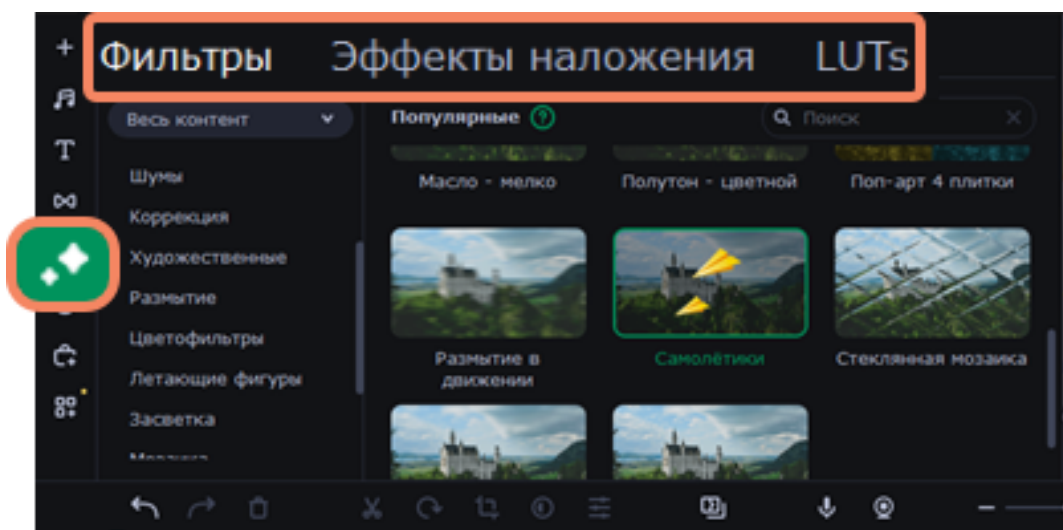 Фильтры Эффекты наложения LUTs
Весь контент
Популярные ?
Поиск
Шумы
Коррекция
Художественные
Размытие
Цветофильтры
Летающие фигуры
Засветка
Масло - мелко
Полутон - цветной
Поп-арт 4 плитки
Размытие в
движении
Самолётики
Стеклянная мозаика